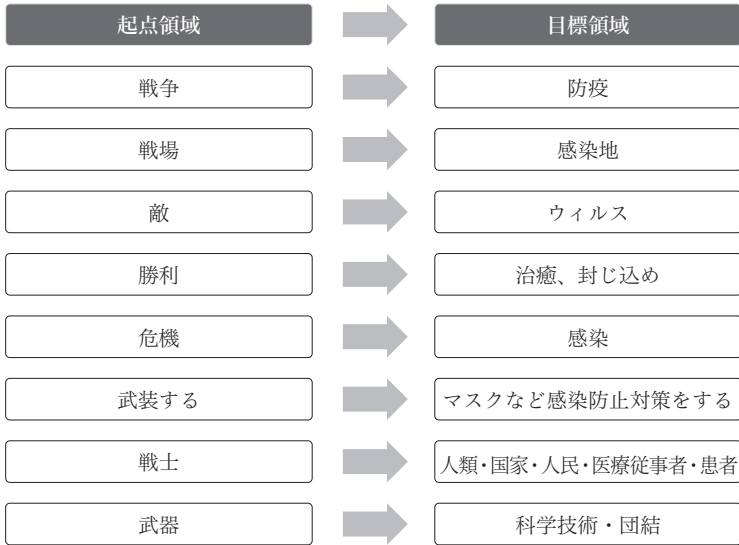 起点領域 目標領域
戦争 防疫
戦場 感染地
敵 ウィルス
勝利 治癒、封じ込め
危機 感染
武装する マスクなど感染防止対策をする
戦士 人類・国家・人民・医療従事者・患者
武器 科学技術・団結